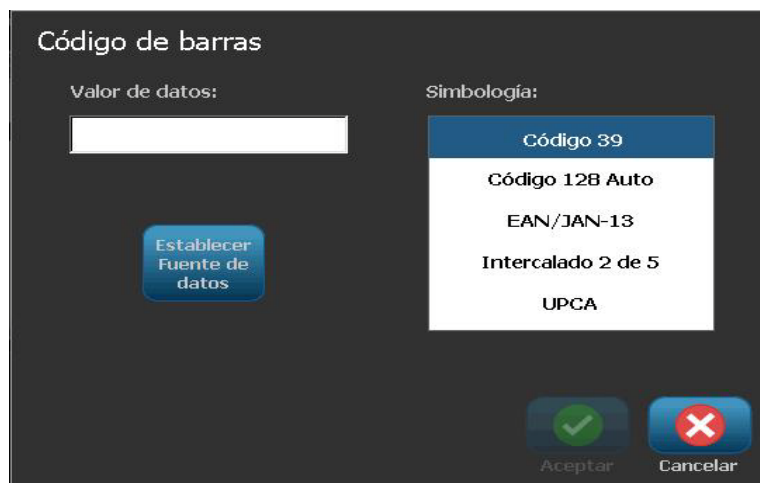 Código de barras
Valor de datos:
Simbología:
Código 39
Código 128 Auto
EAN/JAN-13
Intercalado 2 de 5
UPCA
Establecer
Fuente de
datos
Aceptar
Cancelar